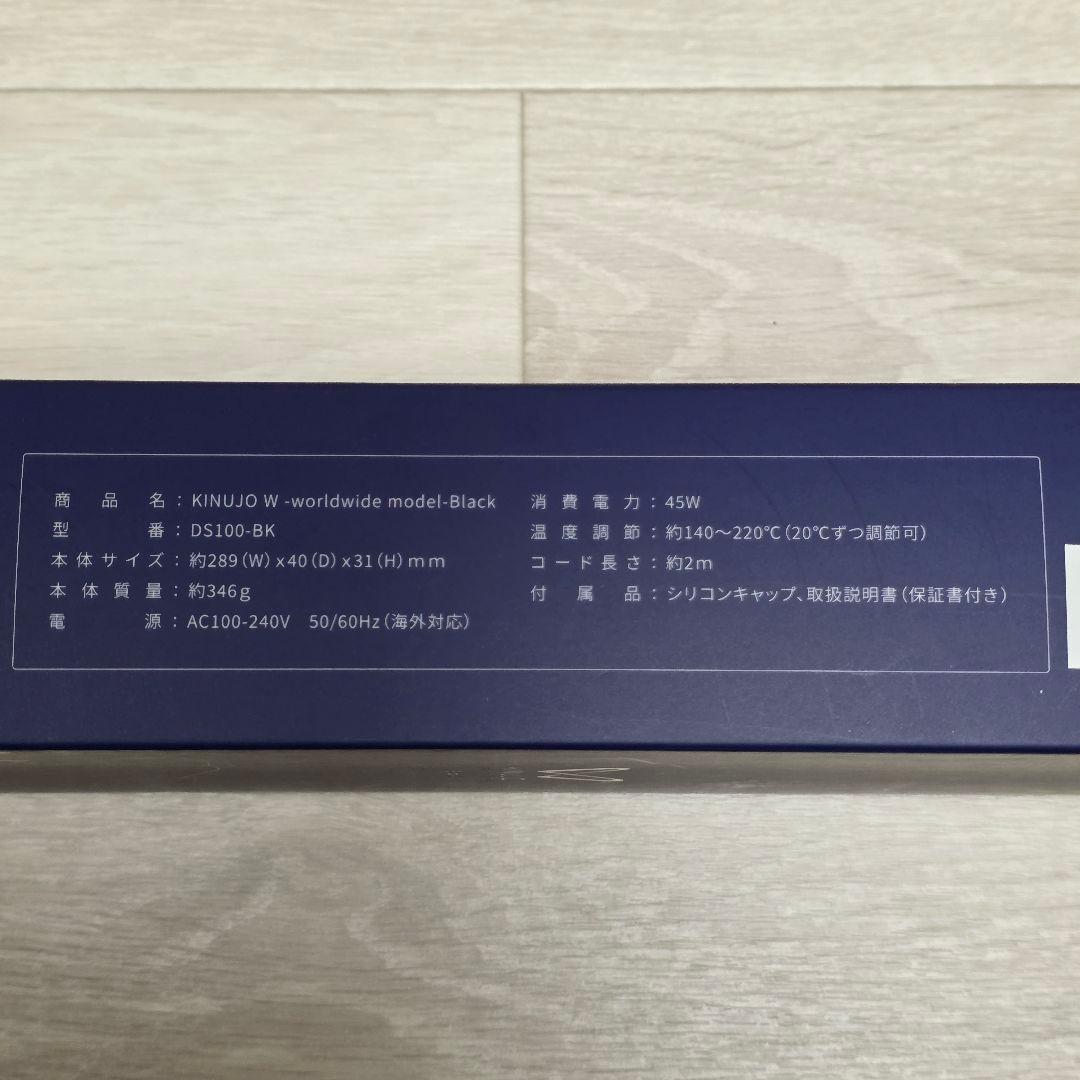 商品名：KINUJO W -worldwide model-Black
型番：DS100-BK
本体サイズ：約289（W）x40（D）x31（H）mm
本体質量：約346g
電源：AC100-240V　50/60Hz（海外対応）
消費電力：45W
温度調節：約140〜220℃（20℃ずつ調節可）
コード長さ：約2m
付属品：シリコンキャップ、取扱説明書（保証書付き）